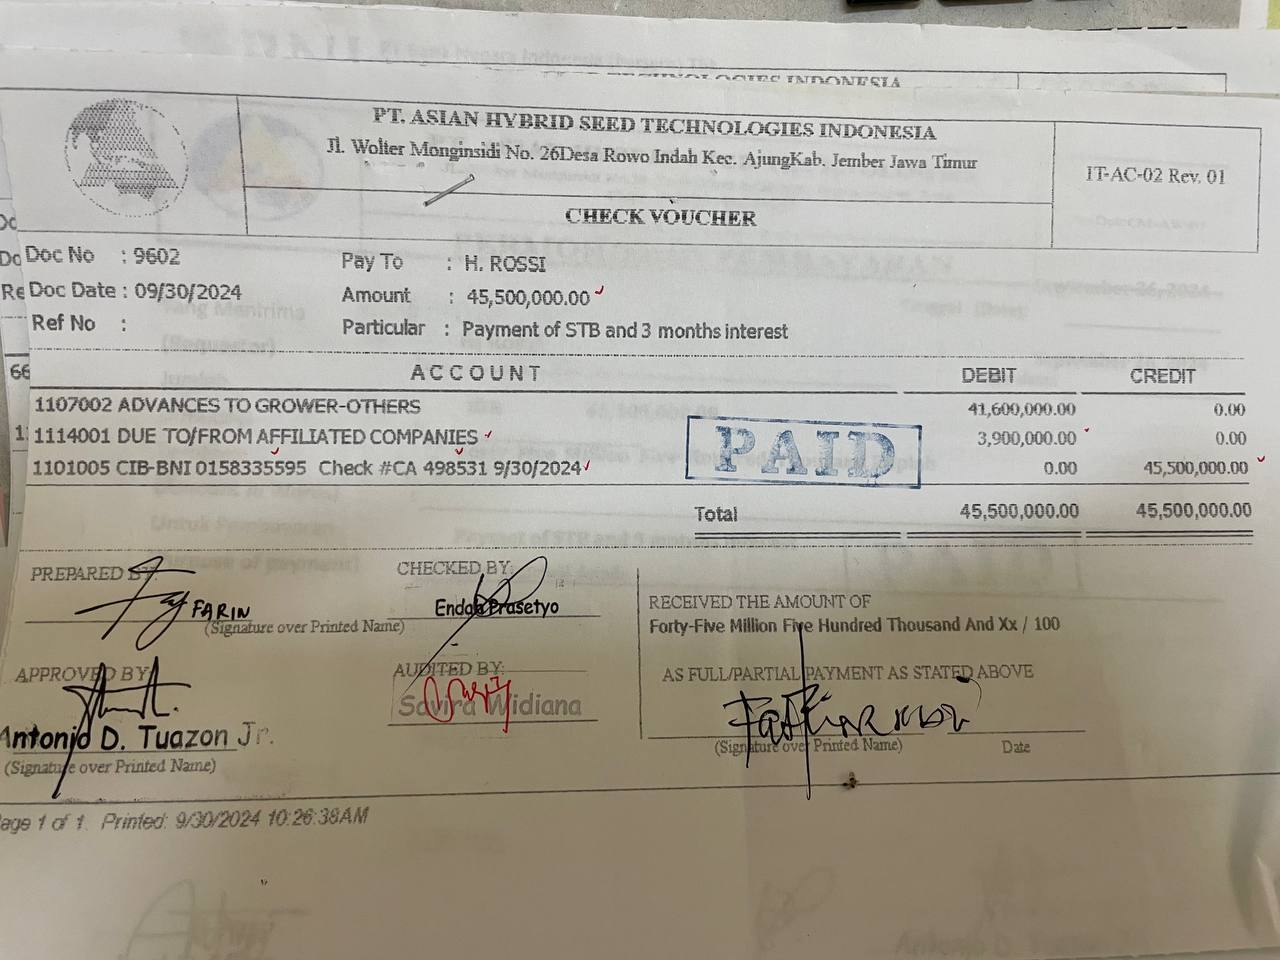 TECHNOLOGIES INDONESIA
PT. ASIAN HYBRID SEED TECHNOLOGIES INDONESIA
Jl. Wolter Monginsidi No. 26Desa Rowo Indah Kec. AjungKab. Jember Jawa Timur
IT-AC-02 Rev. 01
CHECK VOUCHER
Doc No : 9602
Pay To : H. ROSSI
Doc Date : 09/30/2024
Amount : 45,500,000.00
Ref No :
Particular : Payment of STB and 3 months interest
ACCOUNT DEBIT CREDIT
1107002 ADVANCES TO GROWER-OTHERS 41,600,000.00 0.00
1114001 DUE TO/FROM AFFILIATED COMPANIES 3,900,000.00 0.00
1101005 CIB-BNI 0158335595 Check #CA 498531 9/30/2024 0.00 45,500,000.00
PAID
Total 45,500,000.00 45,500,000.00
PREPARED BY:
FARIN
(Signature over Printed Name)
CHECKED BY:
Endah Prasetyo
RECEIVED THE AMOUNT OF
Forty-Five Million Five Hundred Thousand And Xx / 100
APPROVED BY:
Antonio D. Tuazon Jr.
(Signature over Printed Name)
AUDITED BY:
Savira Widiana
AS FULL/PARTIAL PAYMENT AS STATED ABOVE
(Signature over Printed Name) Date
Page 1 of 1 Printed: 9/30/2024 10:26:38AM